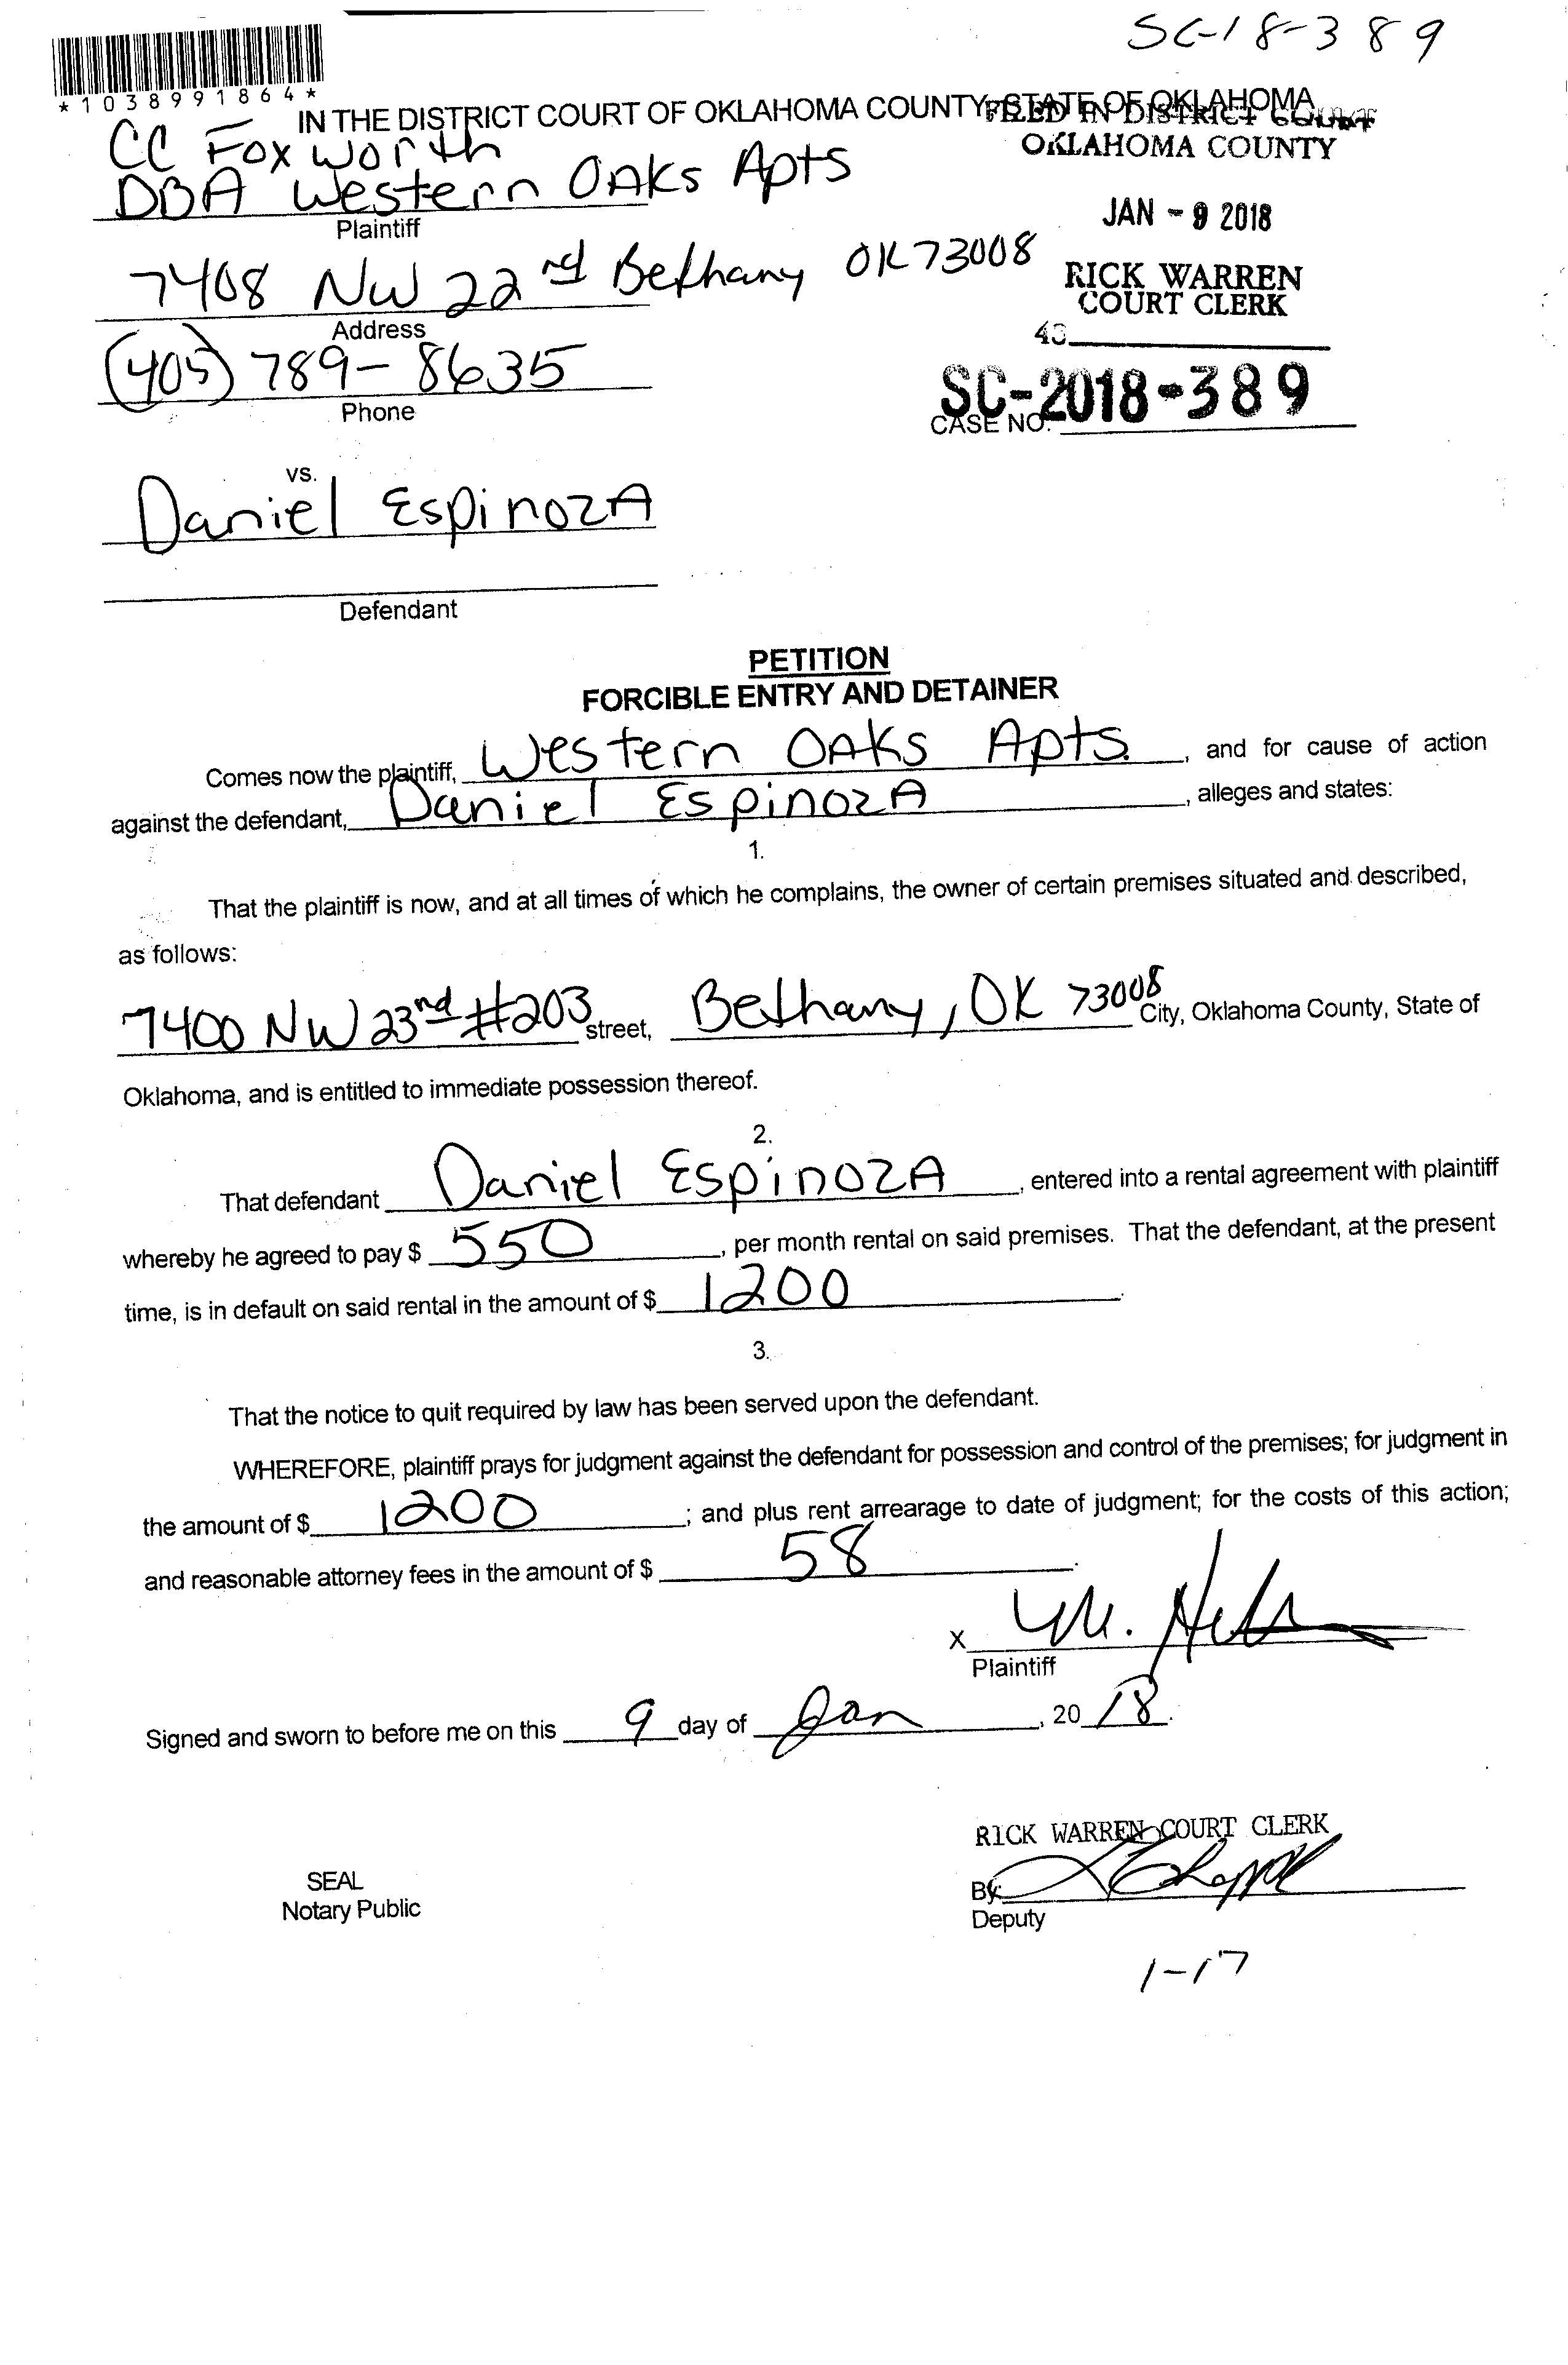 SC-18-389
*1038991864*
IN THE DISTRICT COURT OF OKLAHOMA COUNTY, STATE OF OKLAHOMA
FILED IN DISTRICT COURT
OKLAHOMA COUNTY
CC Foxworth
DBA Western OAKs Apts
Plaintiff
JAN - 9 2018
7408 NW 22nd Bethany OK 73008
Address
RICK WARREN
COURT CLERK
(405) 789-8635
Phone
43
SC-2018-389
CASE NO.
vs.
Daniel EspinozA
Defendant
PETITION
FORCIBLE ENTRY AND DETAINER
Comes now the plaintiff, Western OAKs Apts. , and for cause of action
against the defendant, Daniel EspinozA , alleges and states:
1.
That the plaintiff is now, and at all times of which he complains, the owner of certain premises situated and described,
as follows:
7400 NW 23nd #203 street, Bethany, OK 73008 City, Oklahoma County, State of
Oklahoma, and is entitled to immediate possession thereof.
2.
That defendant Daniel EspinozA , entered into a rental agreement with plaintiff
whereby he agreed to pay $ 550 , per month rental on said premises. That the defendant, at the present
time, is in default on said rental in the amount of $ 1200 .
3.
That the notice to quit required by law has been served upon the defendant.
WHEREFORE, plaintiff prays for judgment against the defendant for possession and control of the premises; for judgment in
the amount of $ 1200 ; and plus rent arrearage to date of judgment; for the costs of this action;
and reasonable attorney fees in the amount of $ 58 .
X
Plaintiff
Signed and sworn to before me on this 9 day of Jan , 20 18.
RICK WARREN COURT CLERK
SEAL
Notary Public
By
Deputy
1-17